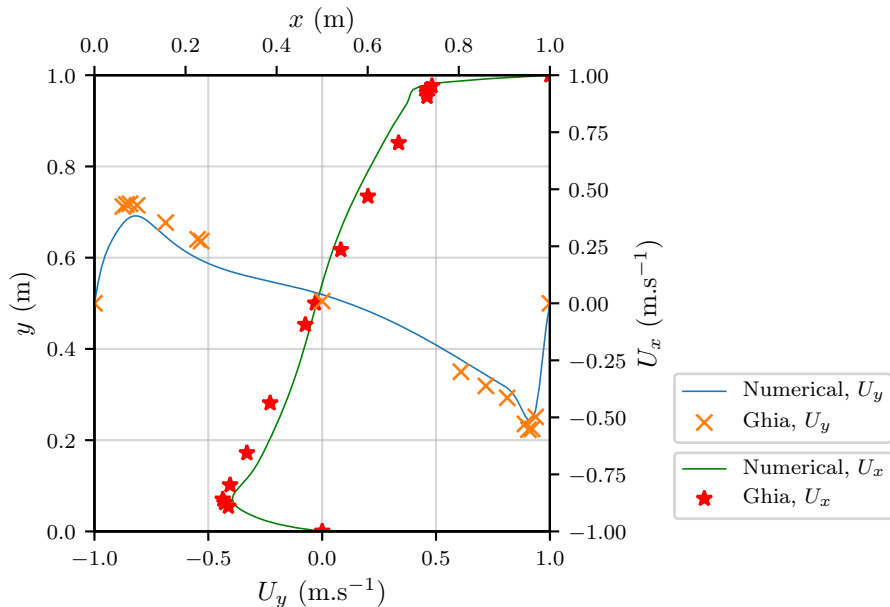 x (m)
0.0 0.2 0.4 0.6 0.8 1.0
1.0 1.00
0.75
0.8
0.50
0.6 0.25
y (m) 0.00 U_x (m.s⁻¹)
0.4 −0.25
−0.50
0.2
−0.75
0.0 −1.00
−1.0 −0.5 0.0 0.5 1.0
U_y (m.s⁻¹)
Numerical, U_y
Ghia, U_y
Numerical, U_x
Ghia, U_x